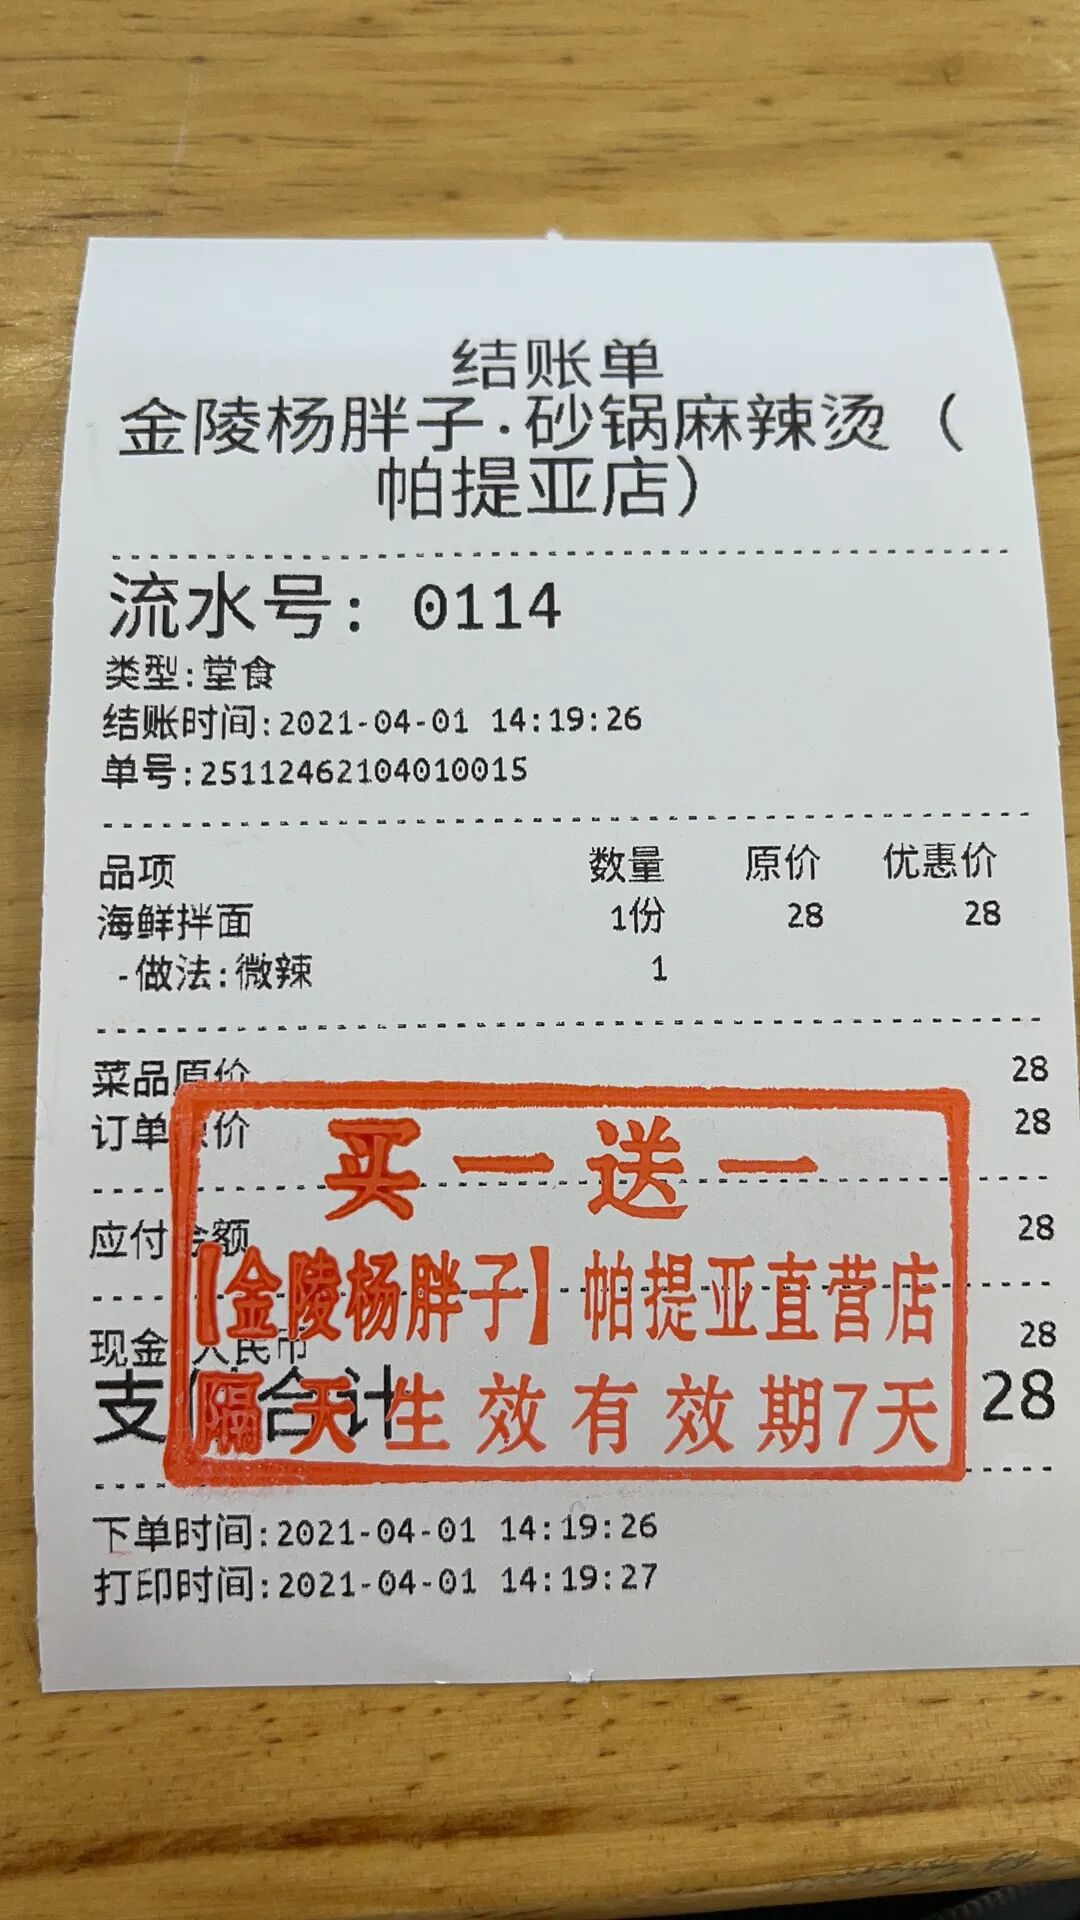 结账单
金陵杨胖子·砂锅麻辣烫（
帕提亚店）
流水号: 0114
类型:堂食
结账时间:2021-04-01 14:19:26
单号:25112462104010015
品项 数量 原价 优惠价
海鲜拌面 1份 28 28
-做法:微辣 1
菜品原价 28
订单原价 28
买一送一
应付金额 28
【金陵杨胖子】帕提亚直营店
现金 人民币 28
支付合计 28
隔天生效有效期7天
下单时间:2021-04-01 14:19:26
打印时间:2021-04-01 14:19:27